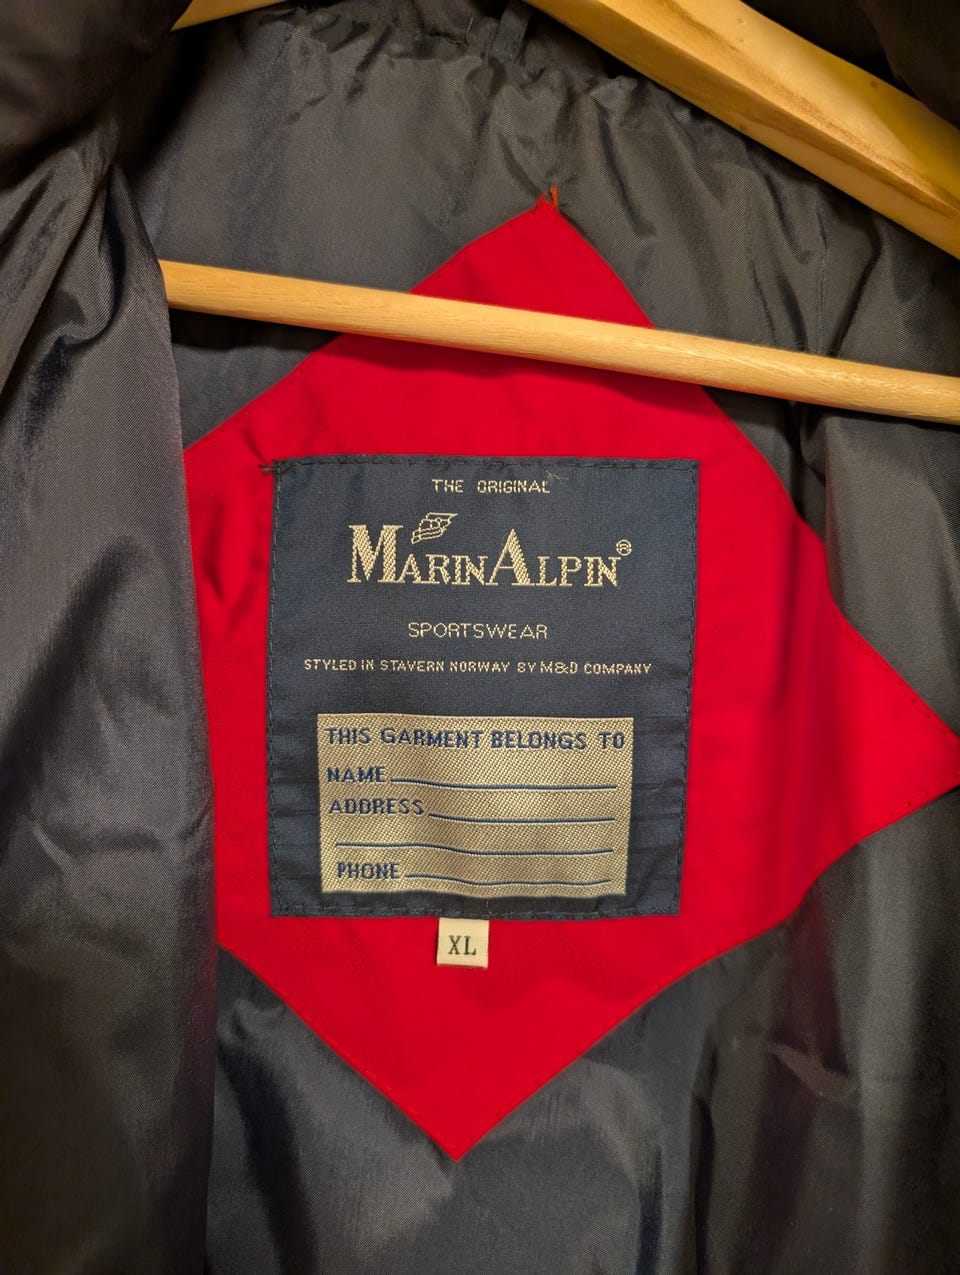 THE ORIGINAL
MARINALPIN®
SPORTSWEAR
STYLED IN STAVERN NORWAY BY M&D COMPANY
THIS GARMENT BELONGS TO
NAME
ADDRESS
PHONE
XL